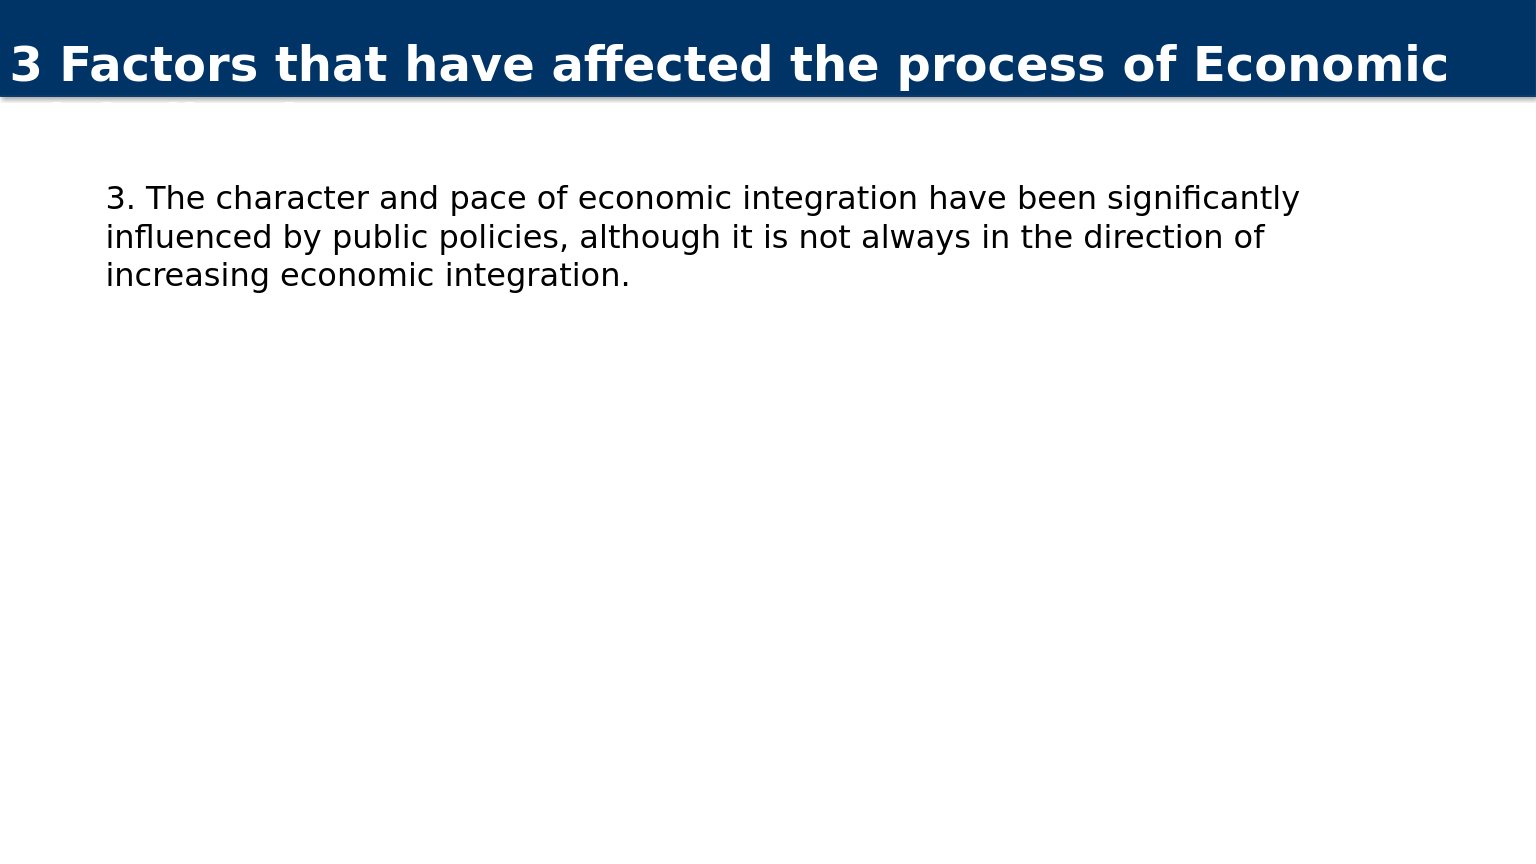 3 Factors that have affected the process of Economic
3. The character and pace of economic integration have been significantly
influenced by public policies, although it is not always in the direction of
increasing economic integration.